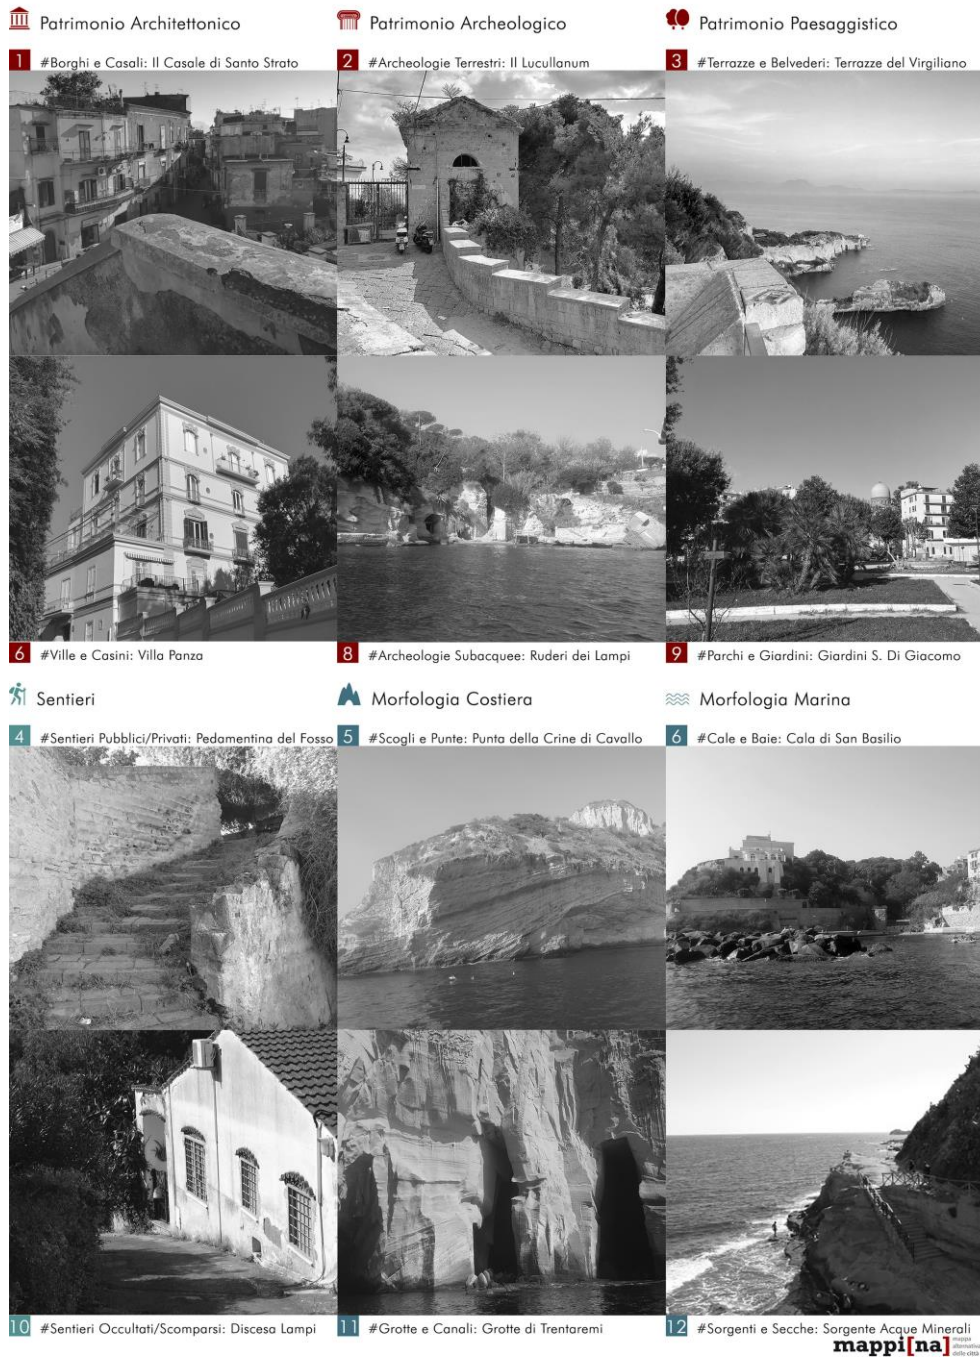 Patrimonio Architettonico
Patrimonio Archeologico
Patrimonio Paesaggistico
1 #Borghi e Casali: Il Casale di Santo Strato
2 #Archeologie Terrestri: Il Lucullanum
3 #Terrazze e Belvederi: Terrazze del Virgiliano
6 #Ville e Casini: Villa Panza
8 #Archeologie Subacquee: Ruderi dei Lampi
9 #Parchi e Giardini: Giardini S. Di Giacomo
Sentieri
Morfologia Costiera
Morfologia Marina
4 #Sentieri Pubblici/Privati: Pedamentina del Fosso
5 #Scogli e Punte: Punta della Crine di Cavallo
6 #Cale e Baie: Cala di San Basilio
10 #Sentieri Occultati/Scomparsi: Discesa Lampi
11 #Grotte e Canali: Grotte di Trentaremi
12 #Sorgenti e Secche: Sorgente Acque Minerali
mappi[na]
mappa
alternativa
delle città